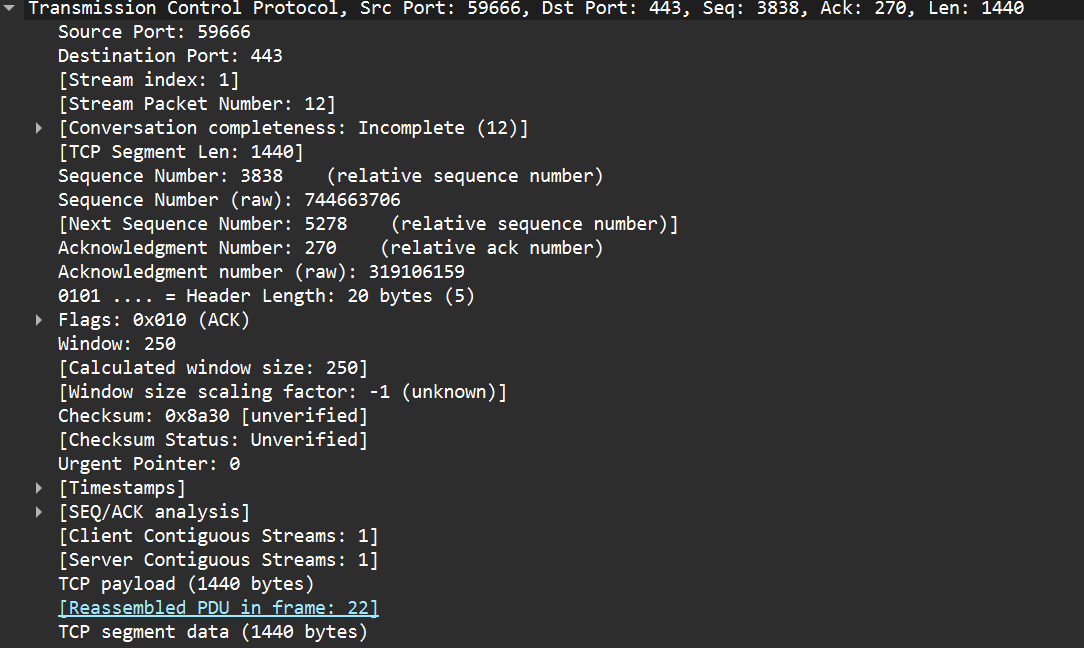 Transmission Control Protocol, Src Port: 59666, Dst Port: 443, Seq: 3838, Ack: 270, Len: 1440
Source Port: 59666
Destination Port: 443
[Stream index: 1]
[Stream Packet Number: 12]
[Conversation completeness: Incomplete (12)]
[TCP Segment Len: 1440]
Sequence Number: 3838    (relative sequence number)
Sequence Number (raw): 744663706
[Next Sequence Number: 5278    (relative sequence number)]
Acknowledgment Number: 270    (relative ack number)
Acknowledgment number (raw): 319106159
0101 .... = Header Length: 20 bytes (5)
Flags: 0x010 (ACK)
Window: 250
[Calculated window size: 250]
[Window size scaling factor: -1 (unknown)]
Checksum: 0x8a30 [unverified]
[Checksum Status: Unverified]
Urgent Pointer: 0
[Timestamps]
[SEQ/ACK analysis]
[Client Contiguous Streams: 1]
[Server Contiguous Streams: 1]
TCP payload (1440 bytes)
[Reassembled PDU in frame: 22]
TCP segment data (1440 bytes)